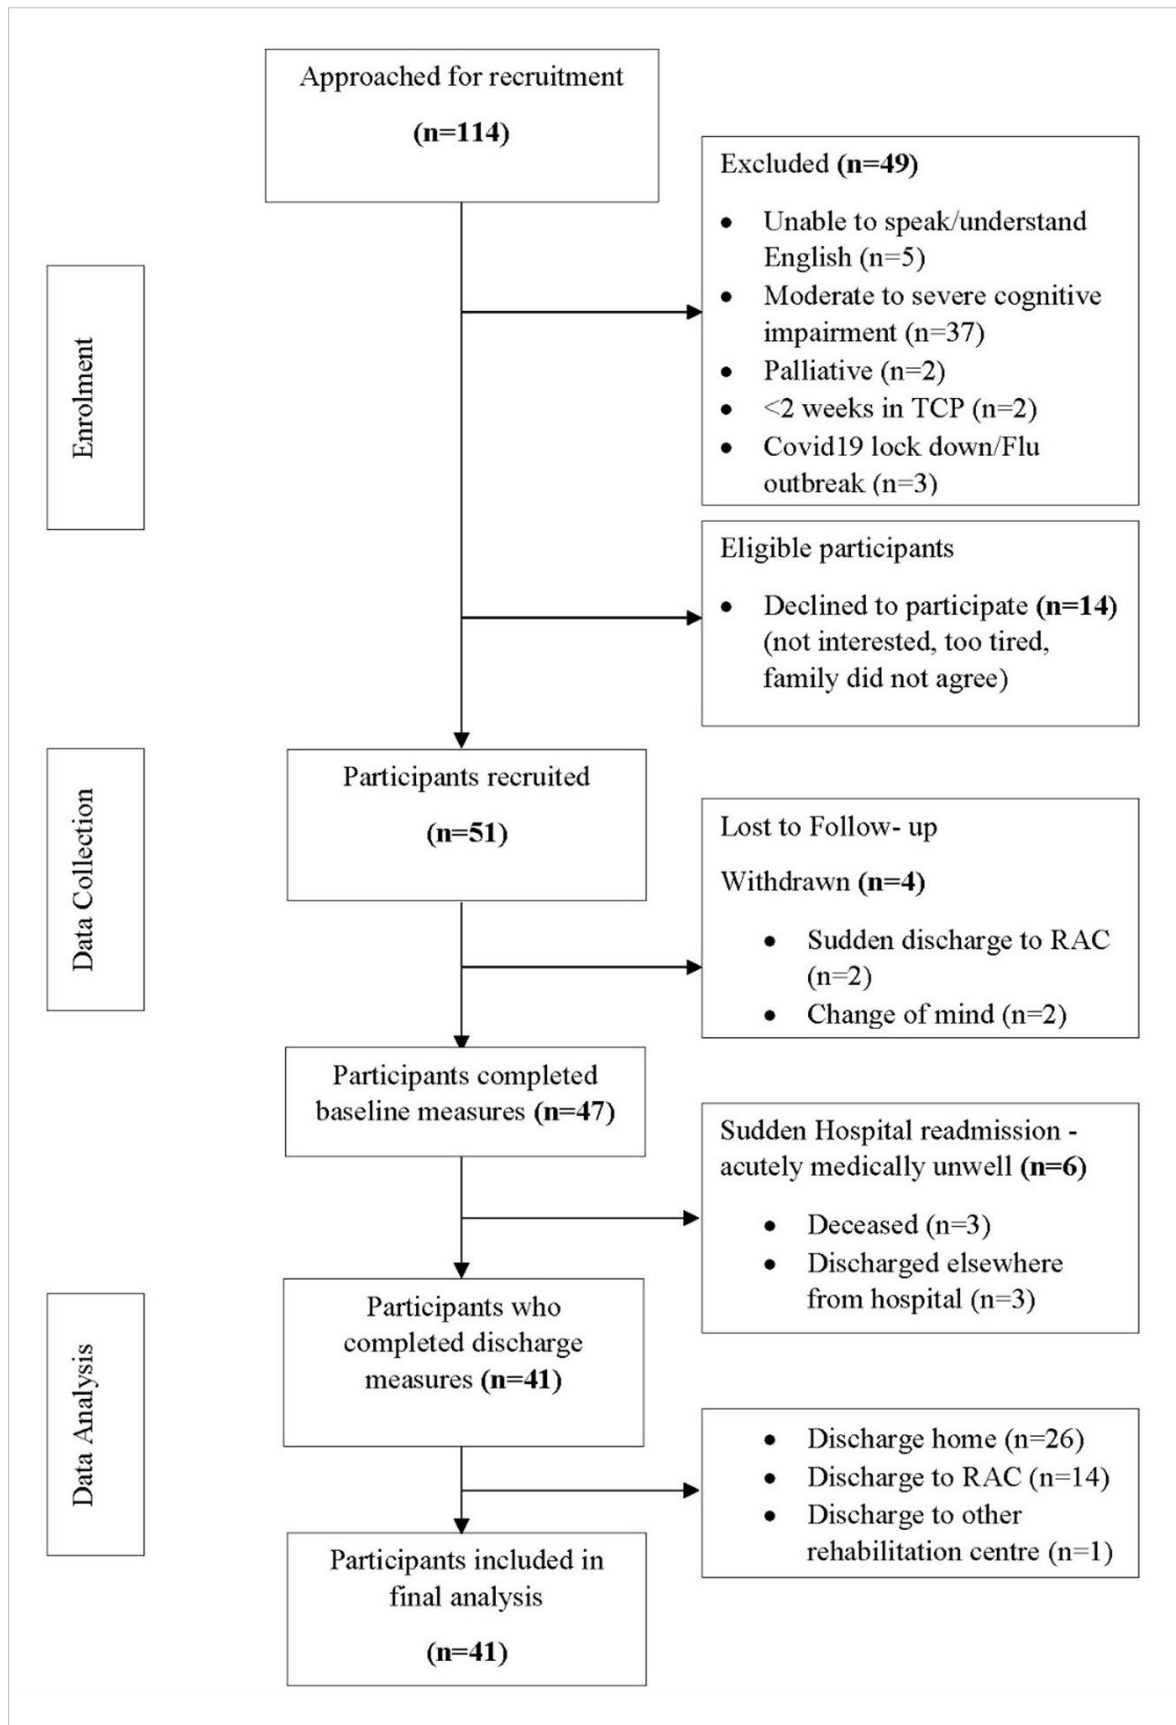 Approached for recruitment
(n=114)
Excluded (n=49)
• Unable to speak/understand
English (n=5)
• Moderate to severe cognitive
impairment (n=37)
• Palliative (n=2)
• <2 weeks in TCP (n=2)
• Covid19 lock down/Flu
outbreak (n=3)
Enrolment
Eligible participants
• Declined to participate (n=14)
(not interested, too tired,
family did not agree)
Participants recruited
(n=51)
Data Collection
Lost to Follow- up
Withdrawn (n=4)
• Sudden discharge to RAC
(n=2)
• Change of mind (n=2)
Participants completed
baseline measures (n=47)
Sudden Hospital readmission -
acutely medically unwell (n=6)
• Deceased (n=3)
• Discharged elsewhere
from hospital (n=3)
Participants who
completed discharge
measures (n=41)
Data Analysis
• Discharge home (n=26)
• Discharge to RAC (n=14)
• Discharge to other
rehabilitation centre (n=1)
Participants included in
final analysis
(n=41)